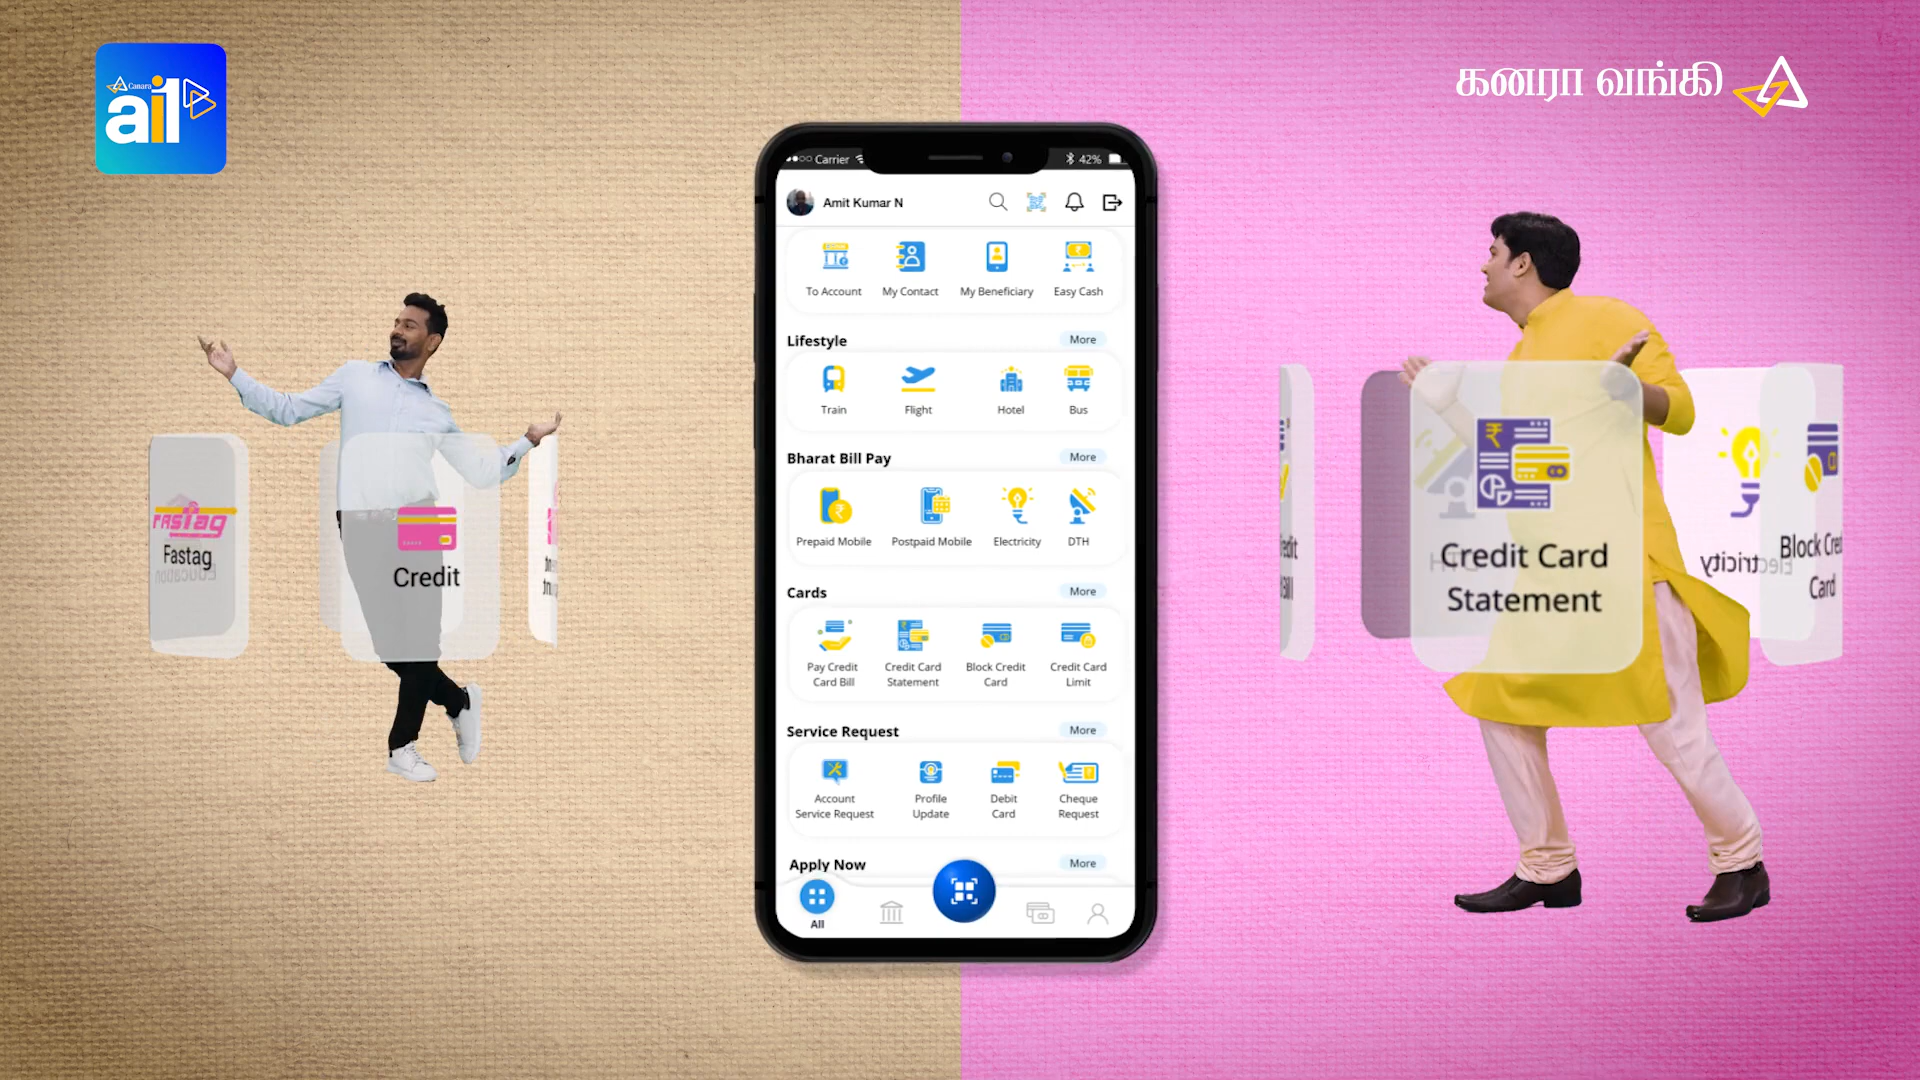 Canara
ai1
கனரா வங்கி
Carrier
42%
Amit Kumar N
To Account
My Contact
My Beneficiary
Easy Cash
Lifestyle
More
Train
Flight
Hotel
Bus
Bharat Bill Pay
More
Prepaid Mobile
Postpaid Mobile
Electricity
DTH
Cards
More
Pay Credit
Card Bill
Credit Card
Statement
Block Credit
Card
Credit Card
Limit
Service Request
More
Account
Service Request
Profile
Update
Debit
Card
Cheque
Request
Apply Now
More
All
FASTag
Fastag
Education
Credit
Credit Card
Statement
Electricity
Block Cre
Card